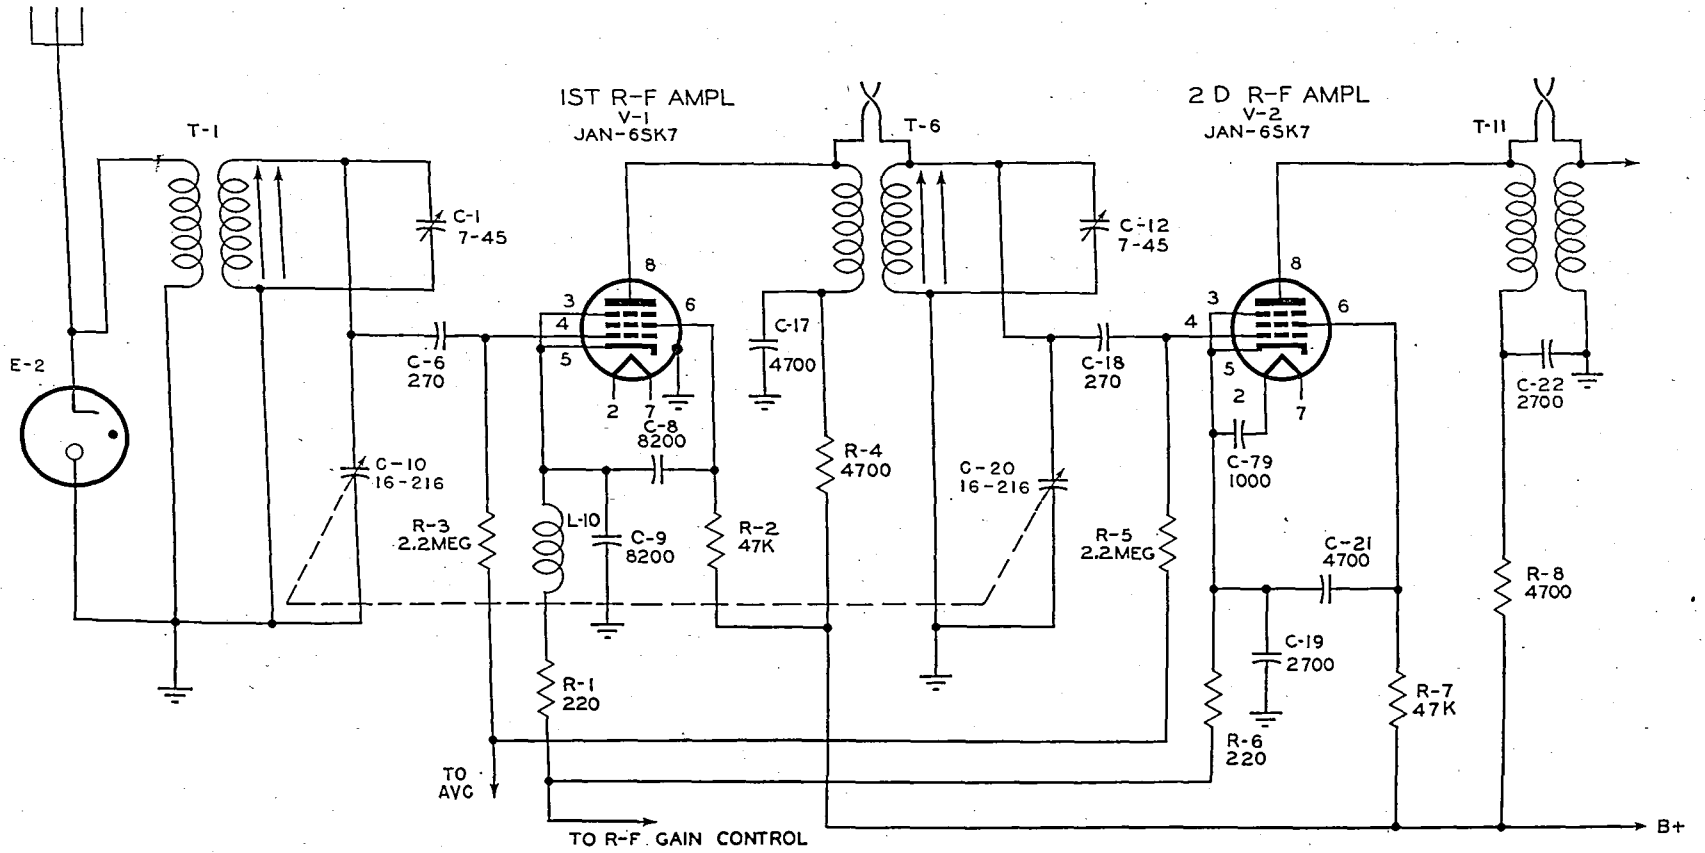 1ST R-F AMPL
V-1
JAN-6SK7
2 D R-F AMPL
V-2
JAN-6SK7
T-1
T-6
T-11
C-1
7-45
C-12
7-45
8
3
4
5
6
2
7
8
3
4
5
6
2
7
E-2
C-6
270
C-17
4700
C-18
270
C-22
2700
C-8
8200
C-10
16-216
R-4
4700
C-20
16-216
C-79
1000
R-3
2.2MEG
L-10
C-9
8200
R-2
47K
R-5
2.2MEG
C-21
4700
R-8
4700
C-19
2700
R-1
220
R-7
47K
R-6
220
TO
AVC
TO R-F GAIN CONTROL
B+